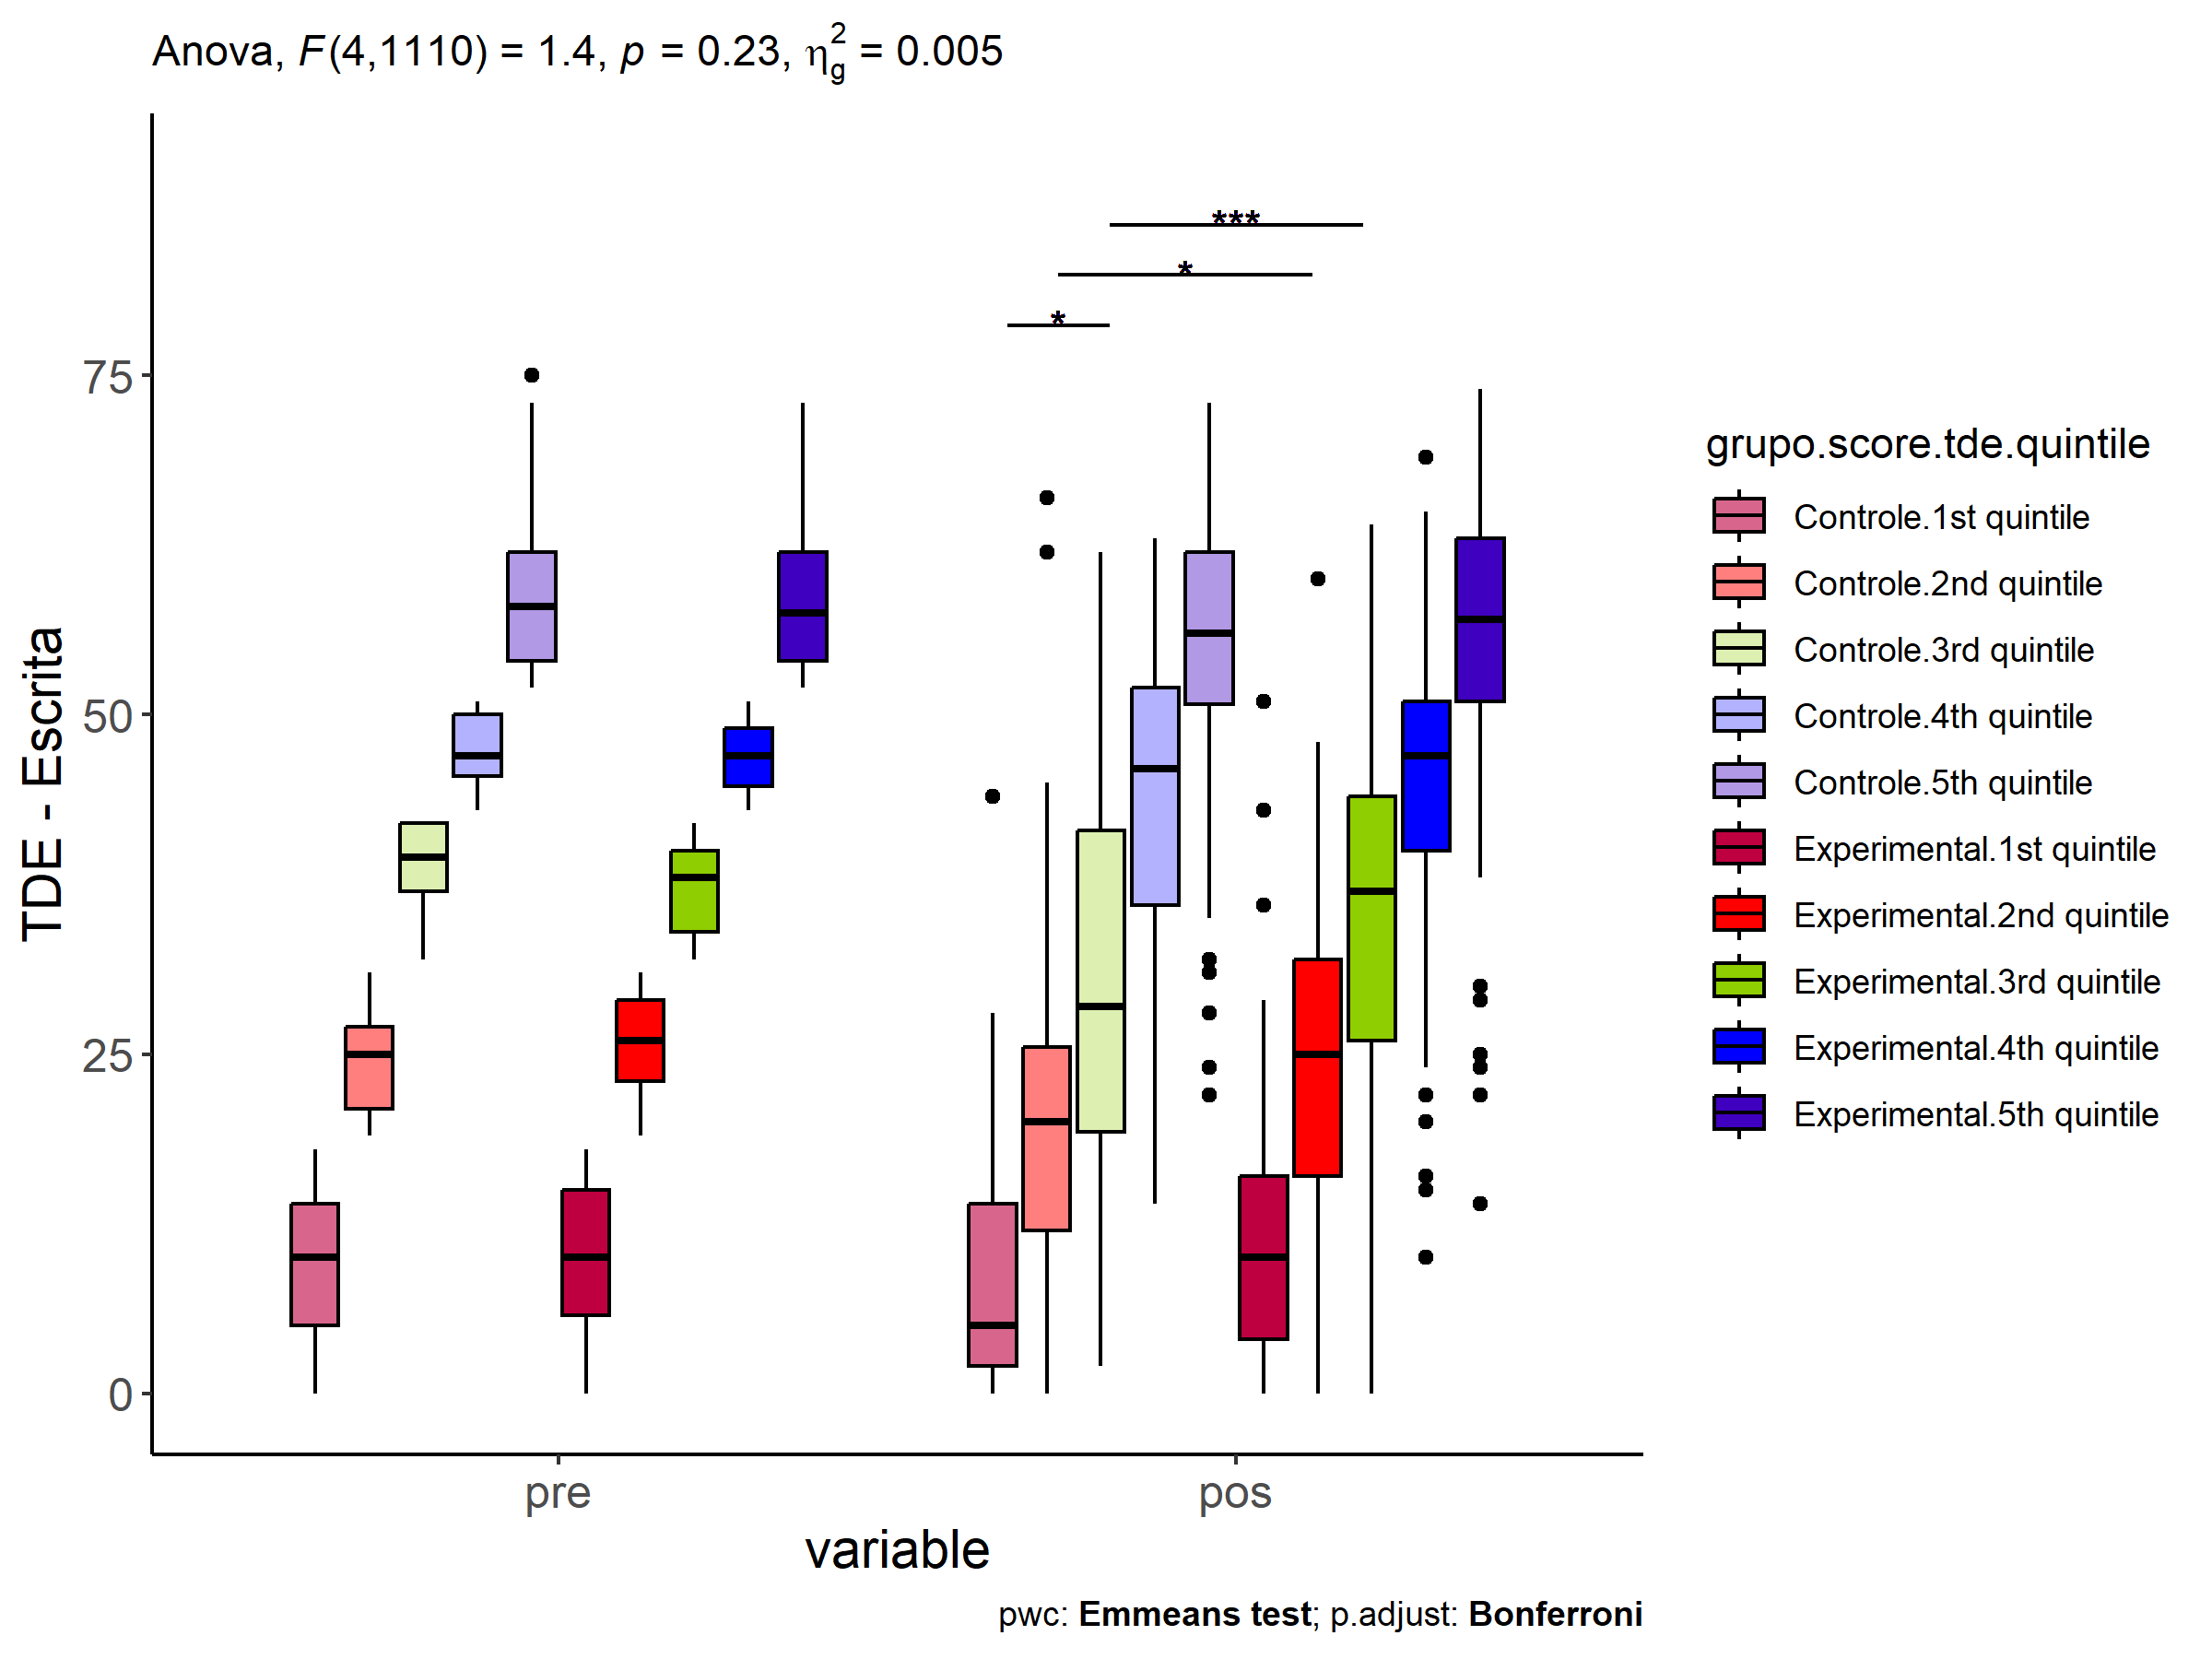 Anova, F(4,1110) = 1.4, p = 0.23, η²g = 0.005
***
*
*
75
50
25
0
TDE - Escrita
pre
pos
variable
grupo.score.tde.quintile
Controle.1st quintile
Controle.2nd quintile
Controle.3rd quintile
Controle.4th quintile
Controle.5th quintile
Experimental.1st quintile
Experimental.2nd quintile
Experimental.3rd quintile
Experimental.4th quintile
Experimental.5th quintile
pwc: Emmeans test; p.adjust: Bonferroni